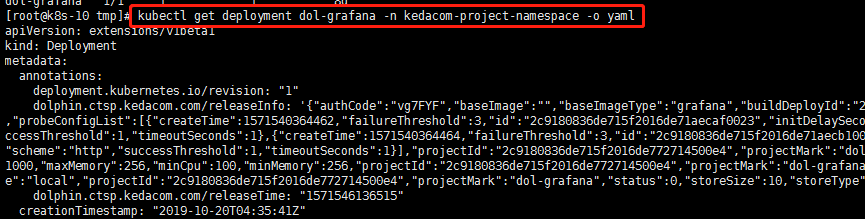 dol-grafana   1/1
[root@k8s-10 tmp]# kubectl get deployment dol-grafana -n kedacom-project-namespace -o yaml
apiVersion: extensions/v1beta1
kind: Deployment
metadata:
  annotations:
    deployment.kubernetes.io/revision: "1"
    dolphin.ctsp.kedacom.com/releaseInfo: '{"authCode":"vg7FYF","baseImage":"","baseImageType":"grafana","buildDeployId":"2
,"probeConfigList":[{"createTime":1571540364462,"failureThreshold":3,"id":"2c9180836de715f2016de71aecaf0023","initDelaySeco
ccessThreshold":1,"timeoutSeconds":1},{"createTime":1571540364464,"failureThreshold":3,"id":"2c9180836de715f2016de71aecb100
"scheme":"http","successThreshold":1,"timeoutSeconds":1}],"projectId":"2c9180836de715f2016de772714500e4","projectMark":"dol
1000,"maxMemory":256,"minCpu":100,"minMemory":256,"projectId":"2c9180836de715f2016de772714500e4","projectMark":"dol-grafana
e":"local","projectId":"2c9180836de715f2016de772714500e4","projectMark":"dol-grafana","status":0,"storeSize":10,"storeType"
    dolphin.ctsp.kedacom.com/releaseTime: "1571546136515"
  creationTimestamp: "2019-10-20T04:35:41Z"